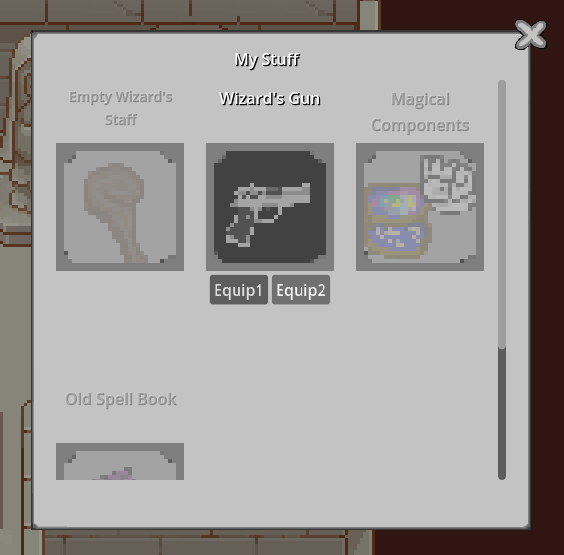 My Stuff
Empty Wizard's
Staff
Wizard's Gun
Magical
Components
Equip1
Equip2
Old Spell Book